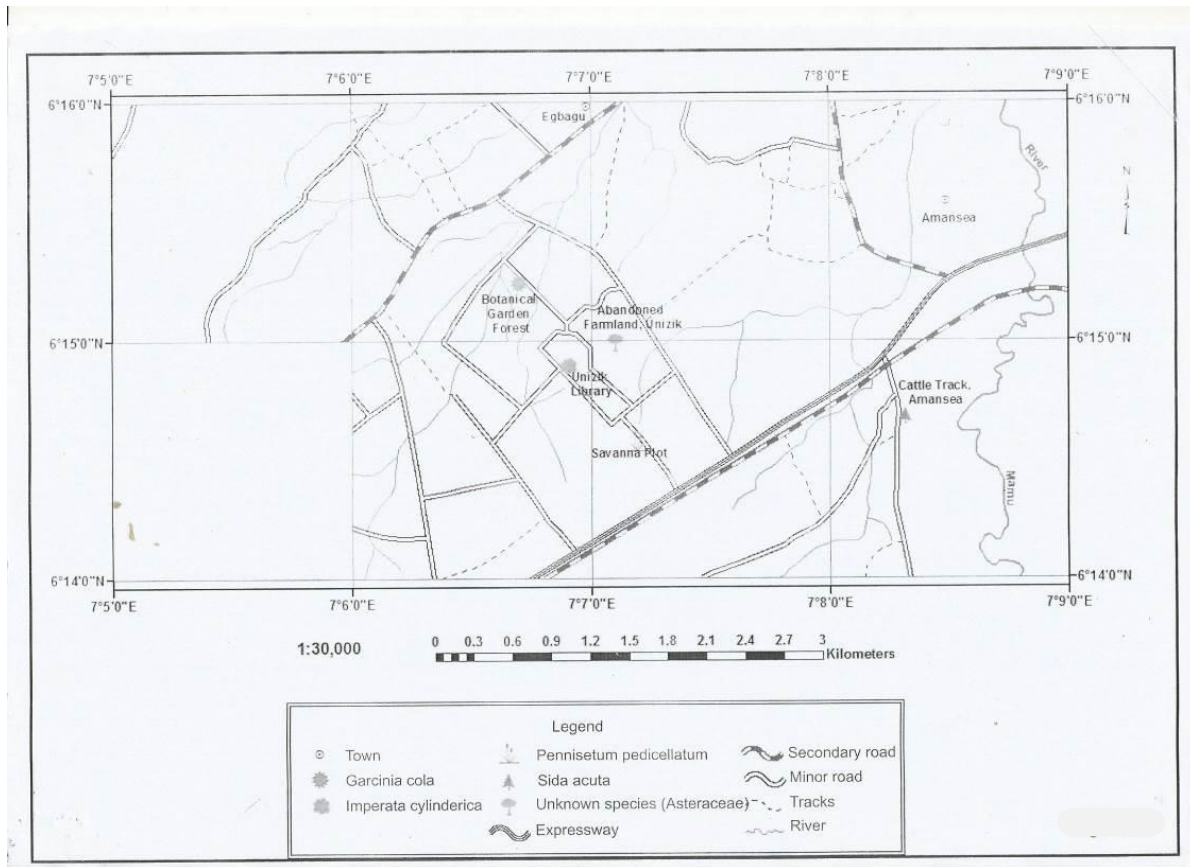 7°5'0"E 7°6'0"E 7°7'0"E 7°8'0"E 7°9'0"E
6°16'0"N 6°16'0"N
Egbagu
River
N
Amansea
Botanical
Garden
Forest
Abandoned
Farmland, Unizik
6°15'0"N 6°15'0"N
Unizik
Library
Cattle Track,
Amansea
Savanna Plot
Mamu
6°14'0"N 6°14'0"N
7°5'0"E 7°6'0"E 7°7'0"E 7°8'0"E 7°9'0"E
1:30,000
0 0.3 0.6 0.9 1.2 1.5 1.8 2.1 2.4 2.7 3
Kilometers
Legend
Town
Garcinia cola
Imperata cylinderica
Pennisetum pedicellatum
Sida acuta
Unknown species (Asteraceae)
Expressway
Secondary road
Minor road
Tracks
River